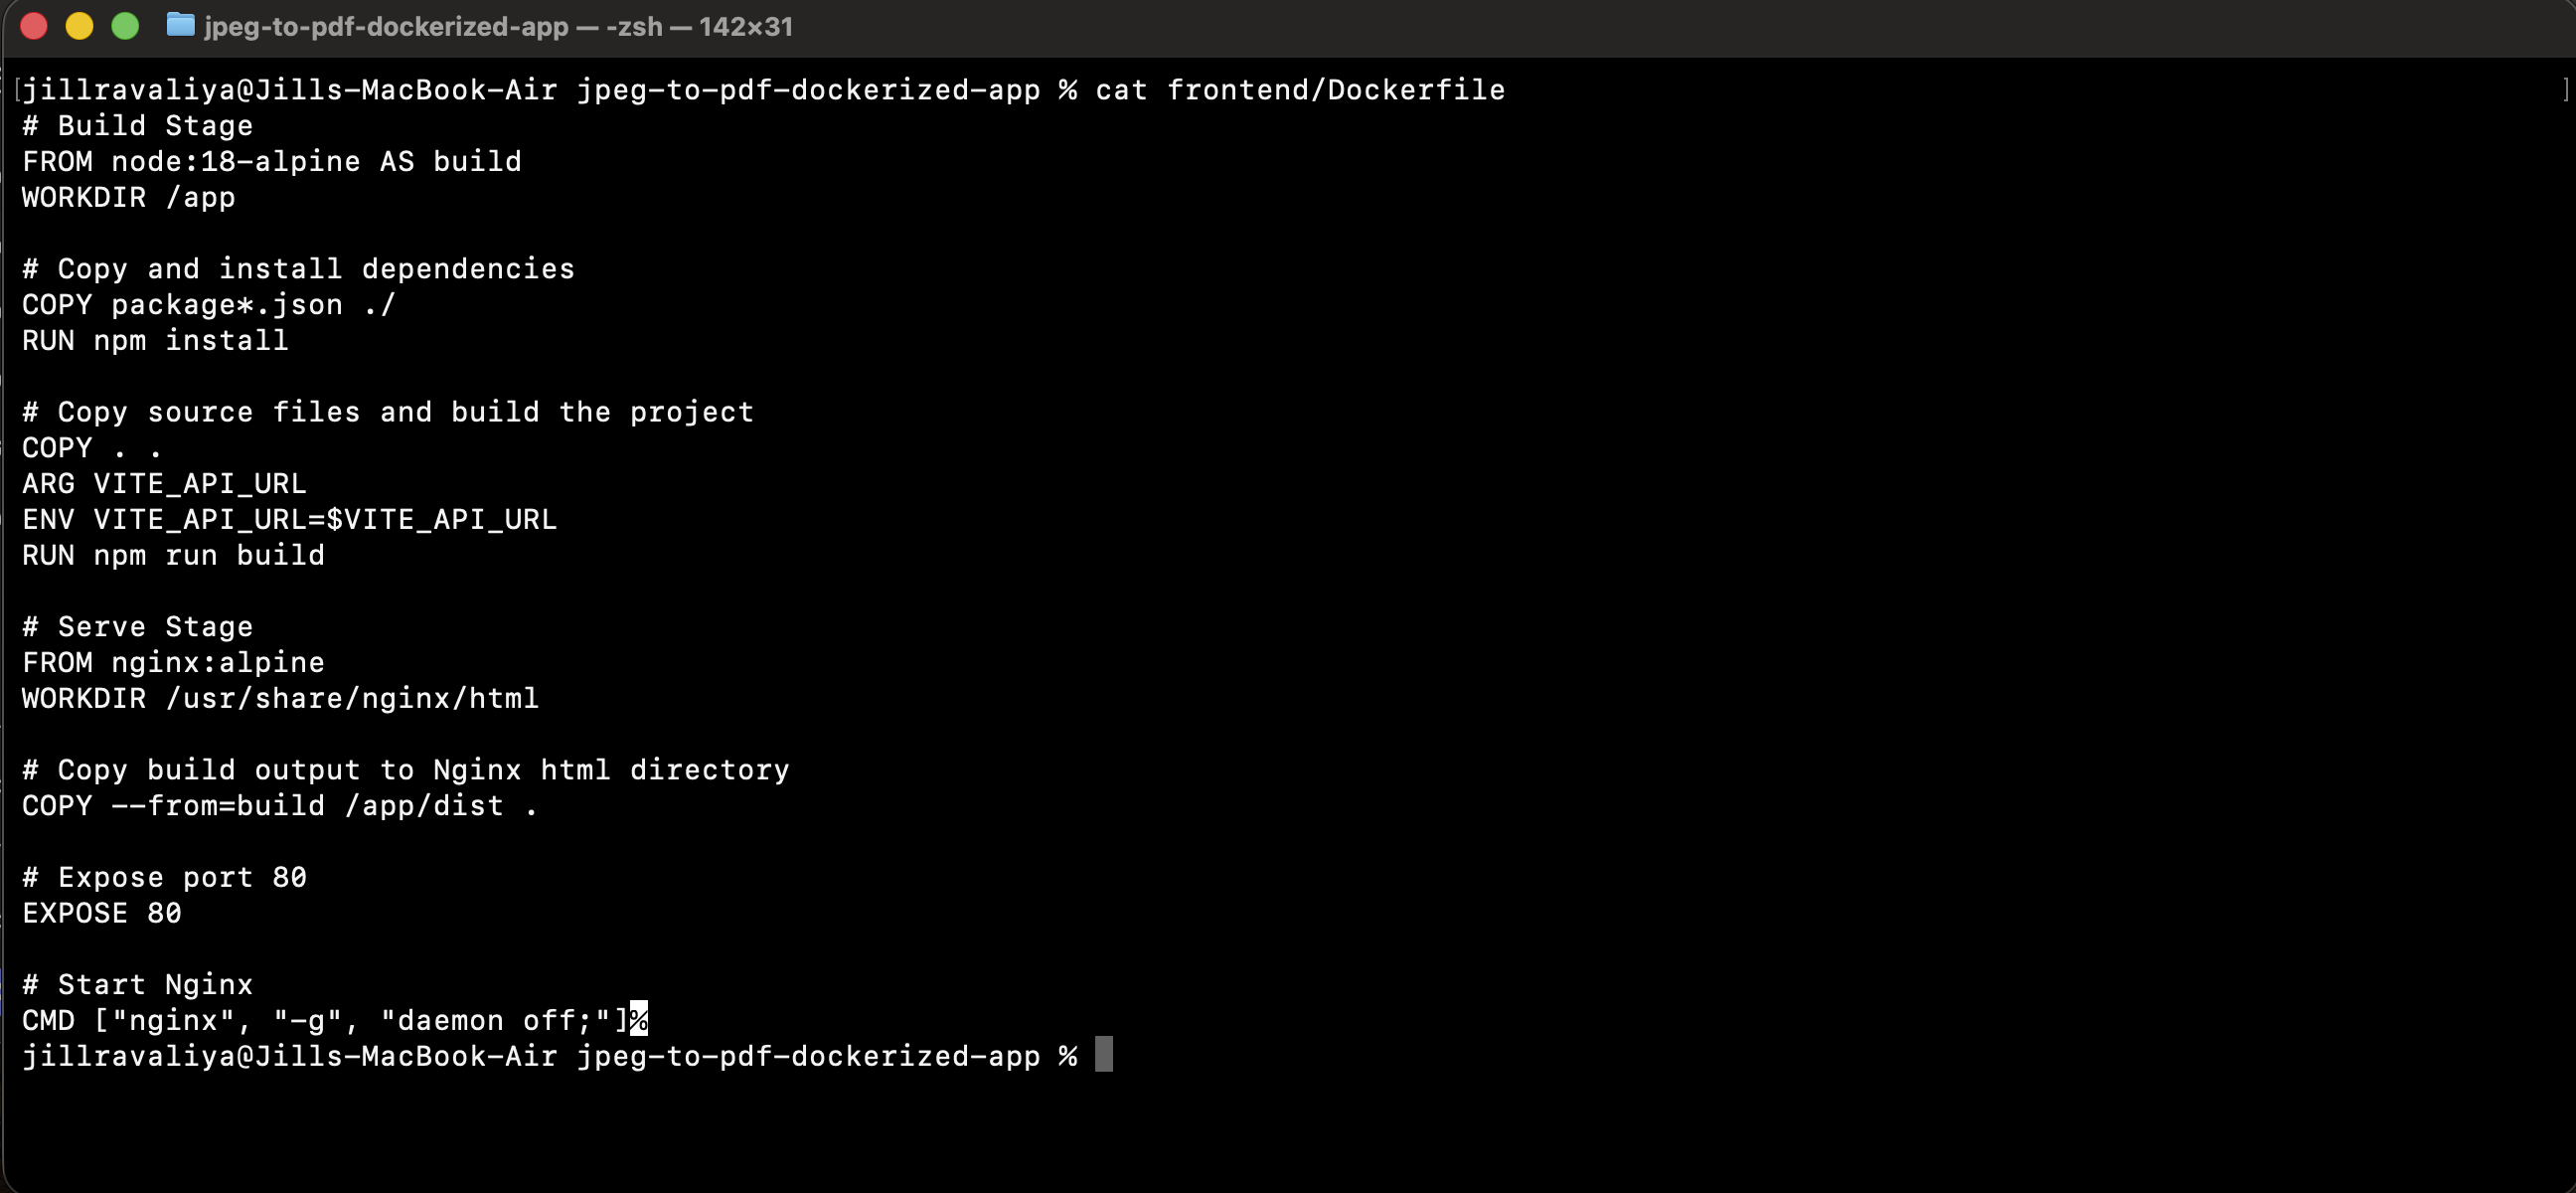 jpeg-to-pdf-dockerized-app — -zsh — 142×31
[jillravaliya@Jills-MacBook-Air jpeg-to-pdf-dockerized-app % cat frontend/Dockerfile ]
# Build Stage
FROM node:18-alpine AS build
WORKDIR /app
# Copy and install dependencies
COPY package*.json ./
RUN npm install
# Copy source files and build the project
COPY . .
ARG VITE_API_URL
ENV VITE_API_URL=$VITE_API_URL
RUN npm run build
# Serve Stage
FROM nginx:alpine
WORKDIR /usr/share/nginx/html
# Copy build output to Nginx html directory
COPY --from=build /app/dist .
# Expose port 80
EXPOSE 80
# Start Nginx
CMD ["nginx", "-g", "daemon off;"]%
jillravaliya@Jills-MacBook-Air jpeg-to-pdf-dockerized-app %